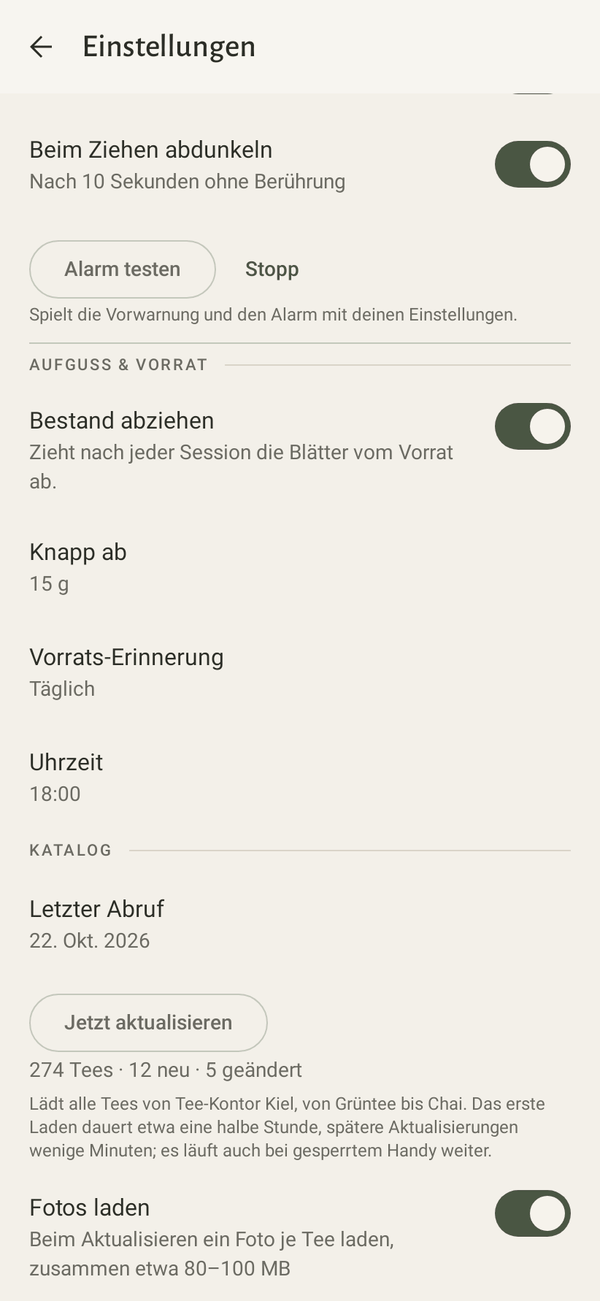 Einstellungen
Beim Ziehen abdunkeln
Nach 10 Sekunden ohne Berührung
Alarm testen
Stopp
Spielt die Vorwarnung und den Alarm mit deinen Einstellungen.
AUFGUSS & VORRAT
Bestand abziehen
Zieht nach jeder Session die Blätter vom Vorrat
ab.
Knapp ab
15 g
Vorrats-Erinnerung
Täglich
Uhrzeit
18:00
KATALOG
Letzter Abruf
22. Okt. 2026
Jetzt aktualisieren
274 Tees · 12 neu · 5 geändert
Lädt alle Tees von Tee-Kontor Kiel, von Grüntee bis Chai. Das erste
Laden dauert etwa eine halbe Stunde, spätere Aktualisierungen
wenige Minuten; es läuft auch bei gesperrtem Handy weiter.
Fotos laden
Beim Aktualisieren ein Foto je Tee laden,
zusammen etwa 80–100 MB